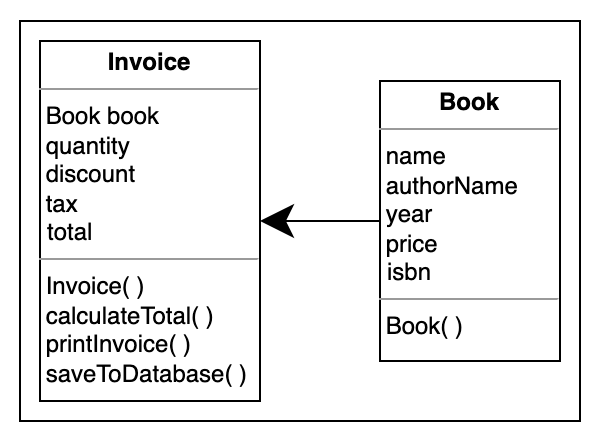 Invoice
Book book
quantity
discount
tax
total
Invoice( )
calculateTotal( )
printInvoice( )
saveToDatabase( )
Book
name
authorName
year
price
isbn
Book( )